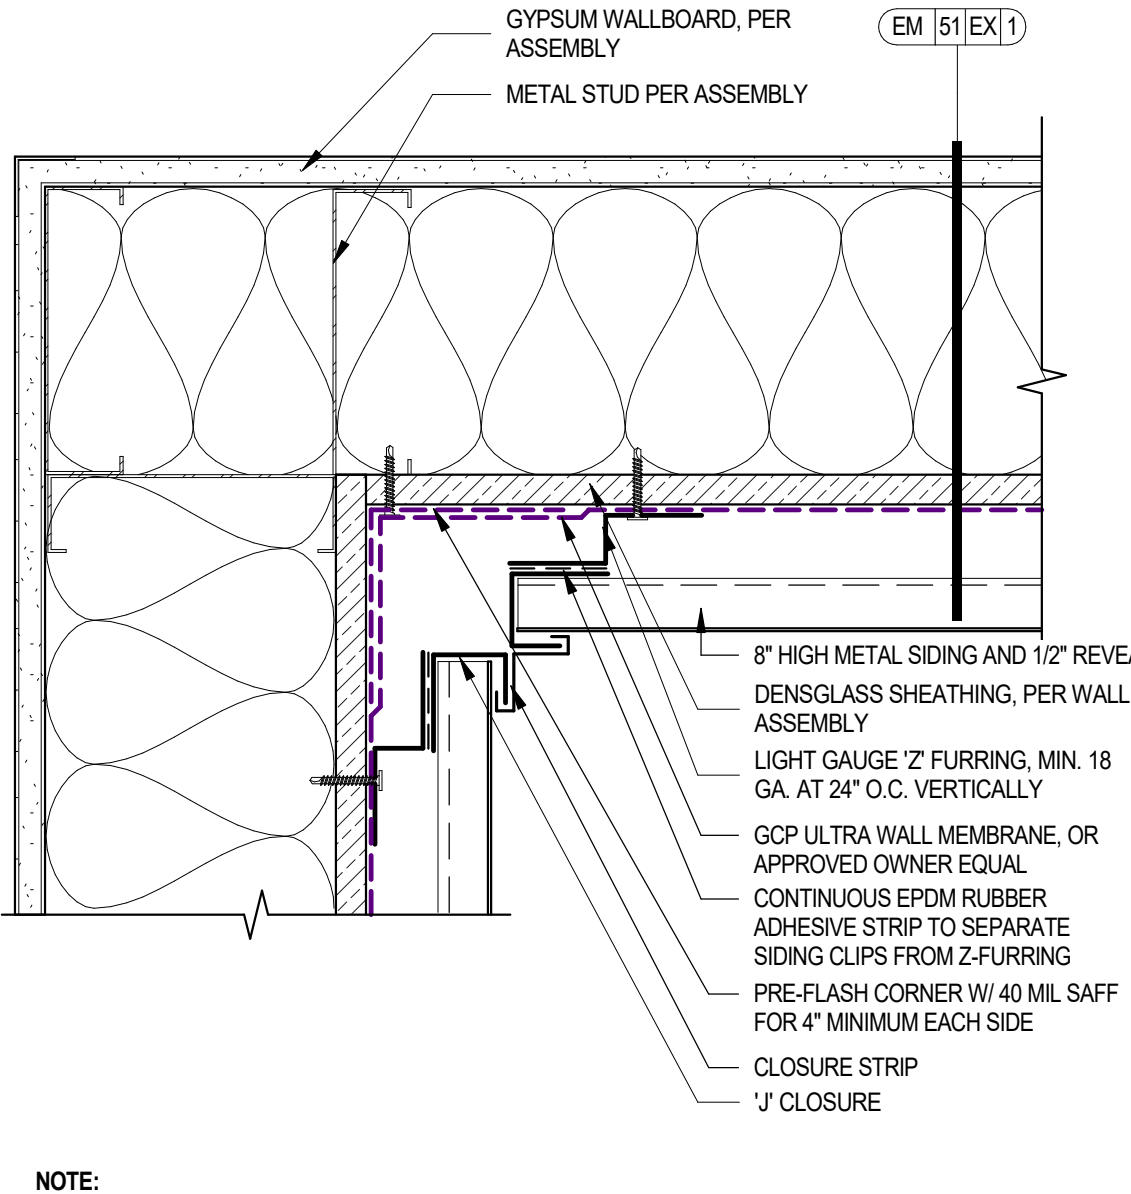 GYPSUM WALLBOARD, PER
ASSEMBLY
EM 51 EX 1
METAL STUD PER ASSEMBLY
8" HIGH METAL SIDING AND 1/2" REVEA
DENSGLASS SHEATHING, PER WALL
ASSEMBLY
LIGHT GAUGE 'Z' FURRING, MIN. 18
GA. AT 24" O.C. VERTICALLY
GCP ULTRA WALL MEMBRANE, OR
APPROVED OWNER EQUAL
CONTINUOUS EPDM RUBBER
ADHESIVE STRIP TO SEPARATE
SIDING CLIPS FROM Z-FURRING
PRE-FLASH CORNER W/ 40 MIL SAFF
FOR 4" MINIMUM EACH SIDE
CLOSURE STRIP
'J' CLOSURE
NOTE: